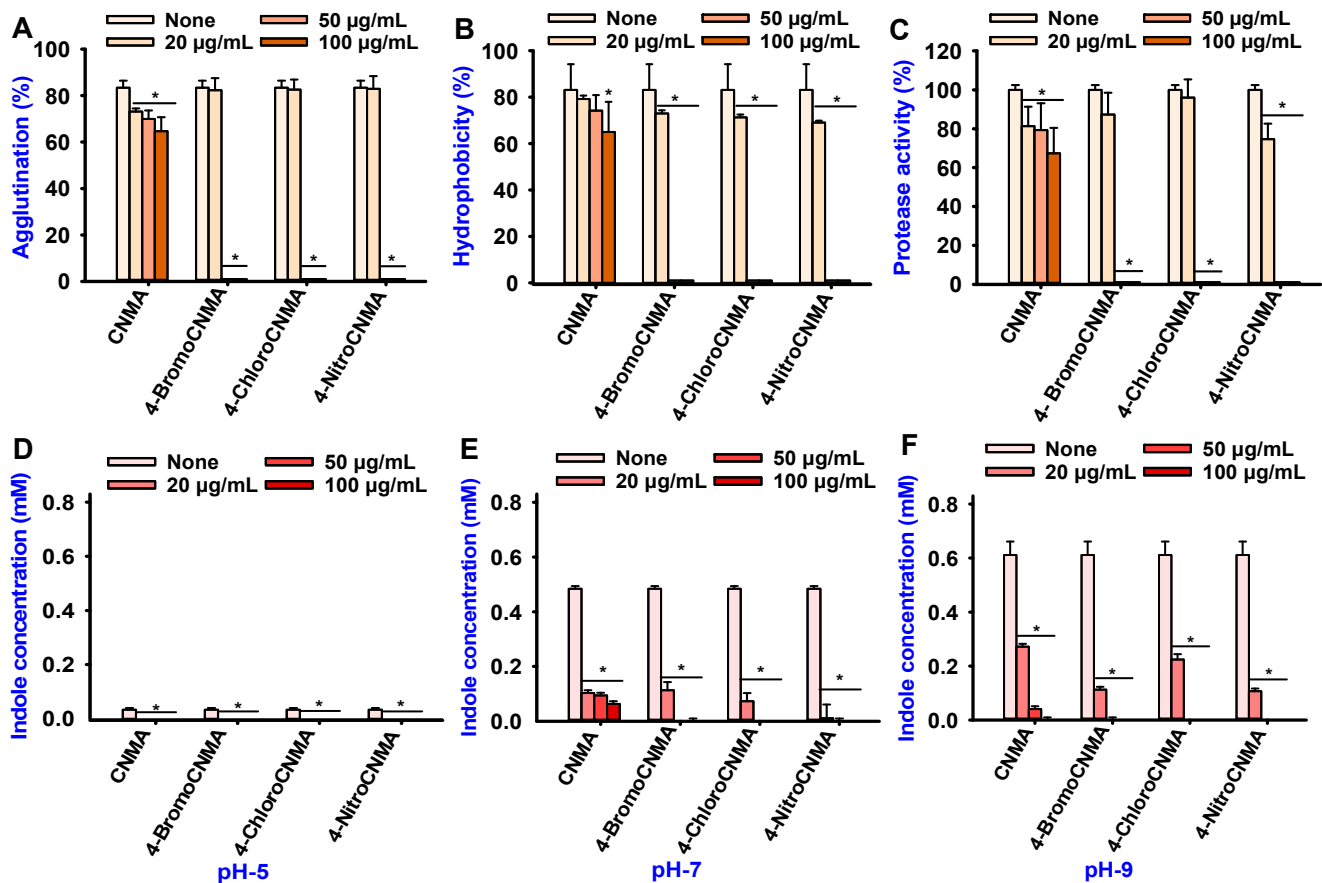 A
None
50 µg/mL
20 µg/mL
100 µg/mL
Agglutination (%)
100
80
60
40
20
0
*
*
*
*
CNMA
4-BromoCNMA
4-ChloroCNMA
4-NitroCNMA
B
None
50 µg/mL
20 µg/mL
100 µg/mL
Hydrophobicity (%)
100
80
60
40
20
0
*
*
*
*
CNMA
4-BromoCNMA
4-ChloroCNMA
4-NitroCNMA
C
None
50 µg/mL
20 µg/mL
100 µg/mL
Protease activity (%)
120
100
80
60
40
20
0
*
*
*
*
CNMA
4- BromoCNMA
4-ChloroCNMA
4-NitroCNMA
D
None
50 µg/mL
20 µg/mL
100 µg/mL
Indole concentration (mM)
0.8
0.6
0.4
0.2
0.0
*
*
*
*
CNMA
4-BromoCNMA
4-ChloroCNMA
4-NitroCNMA
pH-5
E
None
50 µg/mL
20 µg/mL
100 µg/mL
Indole concentration (mM)
0.8
0.6
0.4
0.2
0.0
*
*
*
*
CNMA
4-BromoCNMA
4-ChloroCNMA
4-NitroCNMA
pH-7
F
None
50 µg/mL
20 µg/mL
100 µg/mL
Indole concentration (mM)
0.8
0.6
0.4
0.2
0.0
*
*
*
*
CNMA
4-BromoCNMA
4-ChloroCNMA
4-NitroCNMA
pH-9